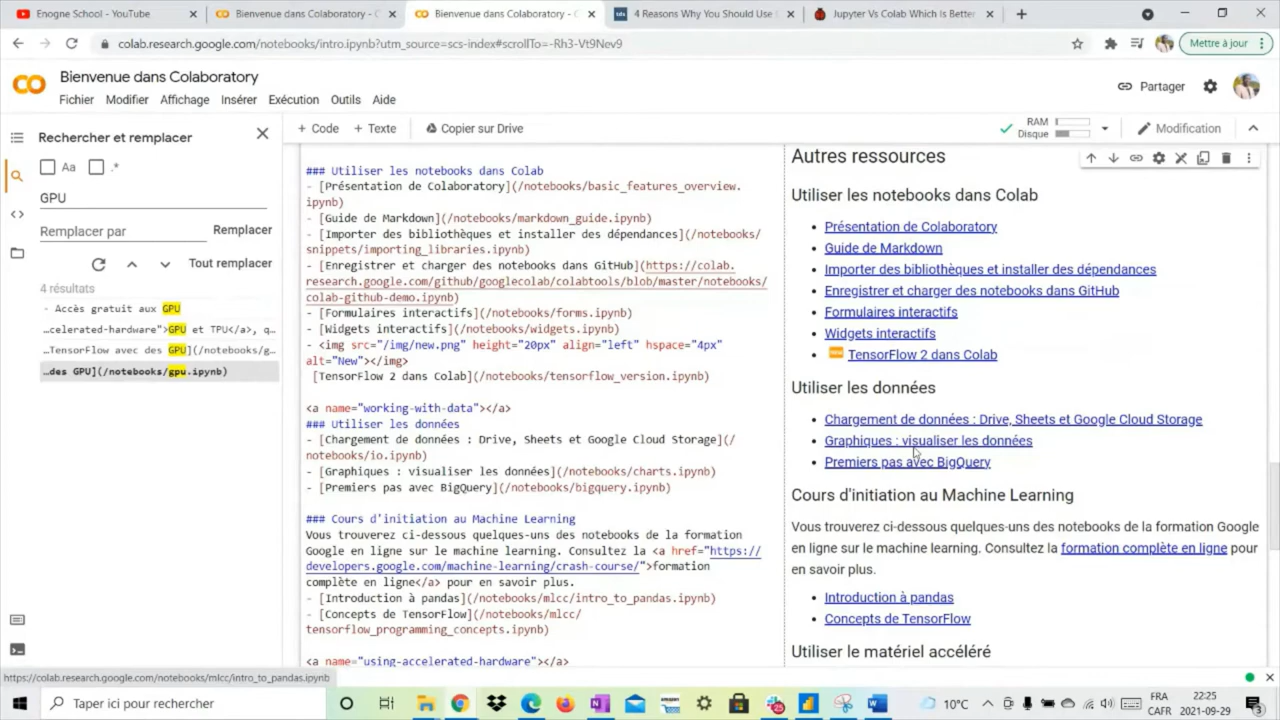 Enogne School - YouTube
Bienvenue dans Colaboratory - C
Bienvenue dans Colaboratory - C
4 Reasons Why You Should Use
Jupyter Vs Colab Which Is Better
colab.research.google.com/notebooks/intro.ipynb?utm_source=scs-index#scrollTo=-Rh3-Vt9Nev9
Mettre à jour
Bienvenue dans Colaboratory
Fichier Modifier Affichage Insérer Exécution Outils Aide
Partager
Rechercher et remplacer
+ Code + Texte Copier sur Drive
RAM
Disque
Modification
Aa .*
GPU
Remplacer par
Remplacer
Tout remplacer
4 résultats
- Accès gratuit aux GPU
…celerated-hardware">GPU et TPU</a>, q…
…TensorFlow avec des GPU](/notebooks/g…
…des GPU](/notebooks/gpu.ipynb)
### Utiliser les notebooks dans Colab
- [Présentation de Colaboratory](/notebooks/basic_features_overview.
ipynb)
- [Guide de Markdown](/notebooks/markdown_guide.ipynb)
- [Importer des bibliothèques et installer des dépendances](/notebooks/
snippets/importing_libraries.ipynb)
- [Enregistrer et charger des notebooks dans GitHub](https://colab.
research.google.com/github/googlecolab/colabtools/blob/master/notebooks/
colab-github-demo.ipynb)
- [Formulaires interactifs](/notebooks/forms.ipynb)
- [Widgets interactifs](/notebooks/widgets.ipynb)
- <img src="/img/new.png" height="20px" align="left" hspace="4px"
alt="New"></img>
[TensorFlow 2 dans Colab](/notebooks/tensorflow_version.ipynb)
<a name="working-with-data"></a>
### Utiliser les données
- [Chargement de données : Drive, Sheets et Google Cloud Storage](/
notebooks/io.ipynb)
- [Graphiques : visualiser les données](/notebooks/charts.ipynb)
- [Premiers pas avec BigQuery](/notebooks/bigquery.ipynb)
### Cours d'initiation au Machine Learning
Vous trouverez ci-dessous quelques-uns des notebooks de la formation
Google en ligne sur le machine learning. Consultez la <a href="https://
developers.google.com/machine-learning/crash-course/">formation
complète en ligne</a> pour en savoir plus.
- [Introduction à pandas](/notebooks/mlcc/intro_to_pandas.ipynb)
- [Concepts de TensorFlow](/notebooks/mlcc/
tensorflow_programming_concepts.ipynb)
<a name="using-accelerated-hardware"></a>
Autres ressources
Utiliser les notebooks dans Colab
Présentation de Colaboratory
Guide de Markdown
Importer des bibliothèques et installer des dépendances
Enregistrer et charger des notebooks dans GitHub
Formulaires interactifs
Widgets interactifs
TensorFlow 2 dans Colab
Utiliser les données
Chargement de données : Drive, Sheets et Google Cloud Storage
Graphiques : visualiser les données
Premiers pas avec BigQuery
Cours d'initiation au Machine Learning
Vous trouverez ci-dessous quelques-uns des notebooks de la formation Google
en ligne sur le machine learning. Consultez la formation complète en ligne pour
en savoir plus.
Introduction à pandas
Concepts de TensorFlow
Utiliser le matériel accéléré
https://colab.research.google.com/notebooks/mlcc/intro_to_pandas.ipynb
Taper ici pour rechercher
10°C
FRA
CAFR
22:25
2021-09-29